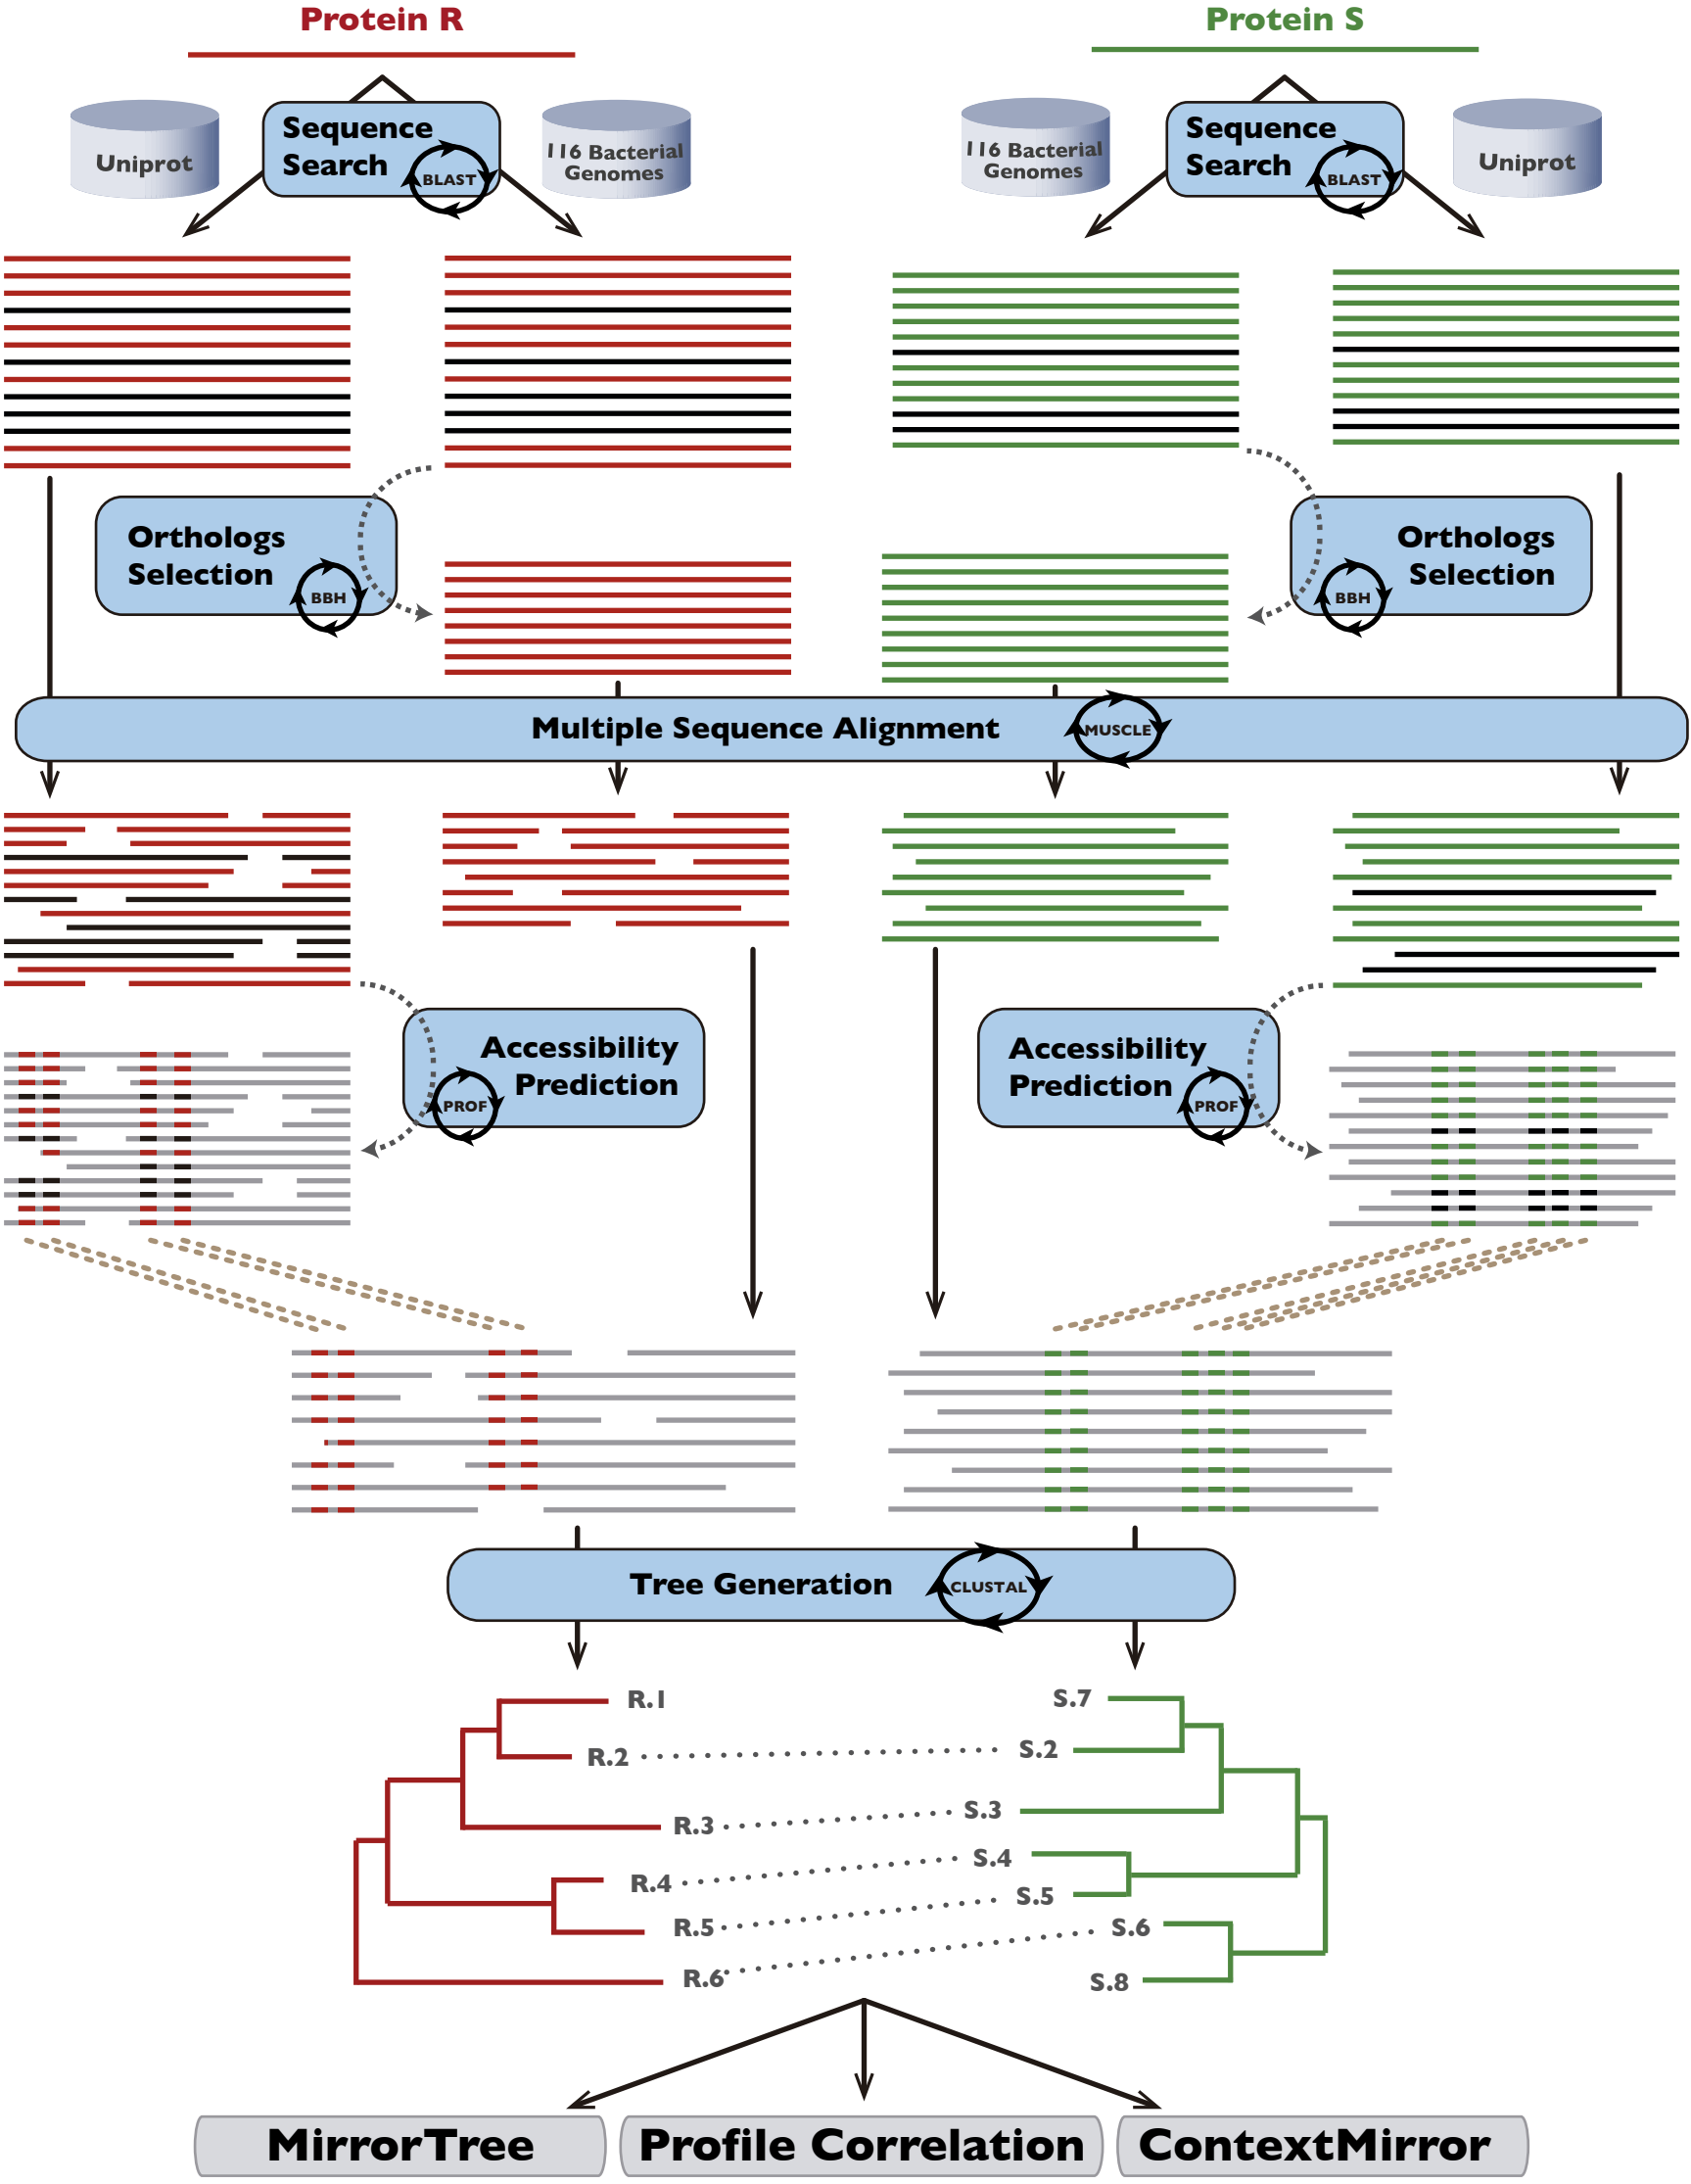 Protein R
Protein S
Uniprot
Sequence
Search
BLAST
116 Bacterial
Genomes
116 Bacterial
Genomes
Sequence
Search
BLAST
Uniprot
Orthologs
Selection
BBH
Orthologs
Selection
BBH
Multiple Sequence Alignment
MUSCLE
Accessibility
Prediction
PROF
Accessibility
Prediction
PROF
Tree Generation
CLUSTAL
R.1
S.7
R.2
S.2
R.3
S.3
R.4
S.4
R.5
S.5
R.6
S.6
S.8
MirrorTree
Profile Correlation
ContextMirror